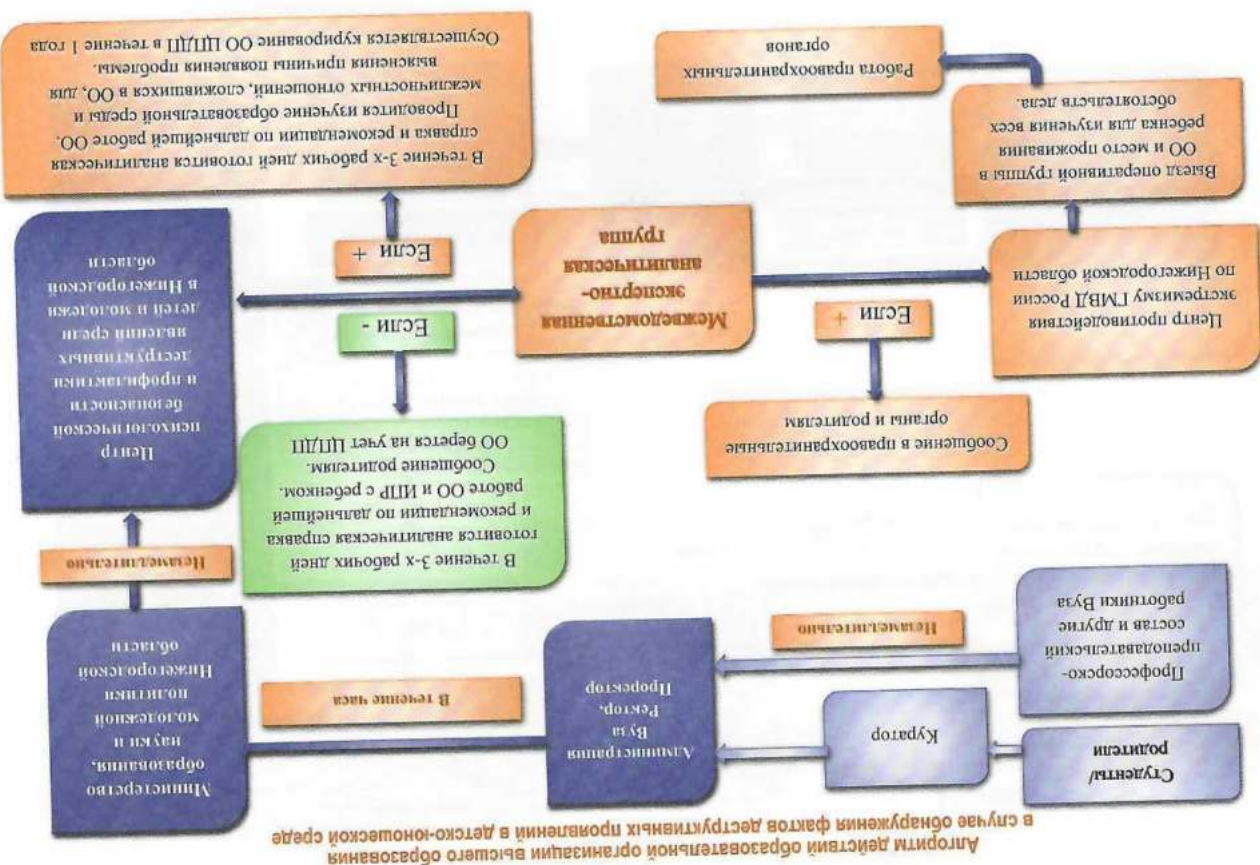 Алгоритм действий образовательной организации высшего образования
в случае обнаружения фактов деструктивных проявлений в детско-юношеской среде
Студенты/
родители
Куратор
Профессорско-
преподавательский
состав и другие
работники Вуза
Незамедлительно
Администрация
Вуза
Ректор,
Проректор
В течение часа
Министерство
образования,
науки и
молодежной
политики
Нижегородской
области
Незамедлительно
Центр
психологической
безопасности
и профилактики
деструктивных
явлений среди
детей и молодежи
в Нижегородской
области
В течение 3-х рабочих дней
готовится аналитическая справка
и рекомендации по дальнейшей
работе ОО и ИПР с ребенком.
Сообщение родителям.
ОО берется на учет ЦПДП
Если -
Если +
Межведомственная
экспертно-
аналитическая
группа
В течение 3-х рабочих дней готовится аналитическая
справка и рекомендации по дальнейшей работе ОО.
Проводится изучение образовательной среды и
межличностных отношений, сложившихся в ОО, для
выяснения причины появления проблемы.
Осуществляется курирование ОО ЦПДП в течение 1 года
Сообщение в правоохранительные
органы и родителям
Если +
Центр противодействия
экстремизму ГМВД России
по Нижегородской области
Выезд оперативной группы в
ОО и место проживания
ребенка для изучения всех
обстоятельств дела.
Работа правоохранительных
органов